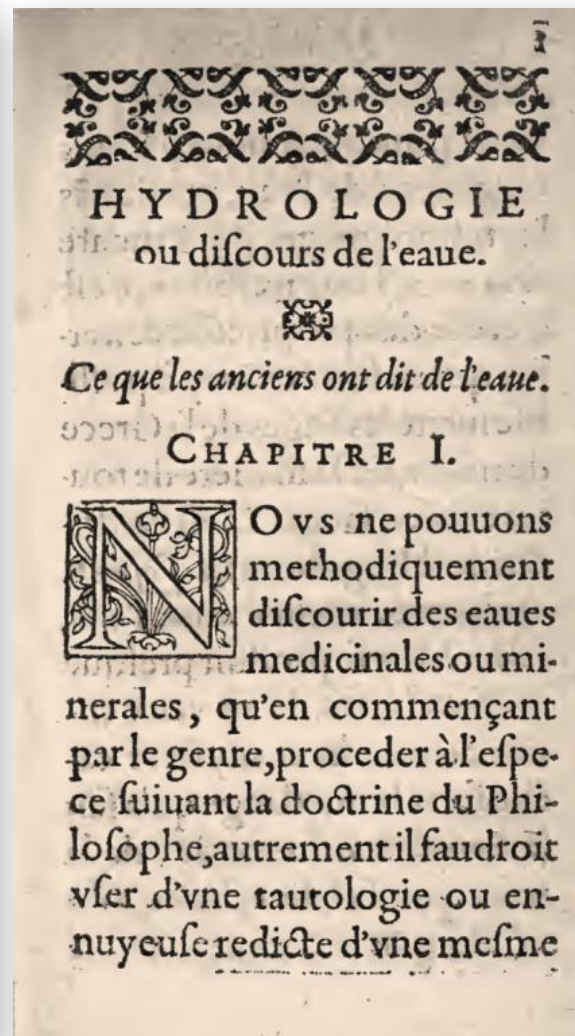 HYDROLOGIE
ou diſcours de l'eaue.
Ce que les anciens ont dit de l'eaue.
CHAPITRE I.
NOVS ne pouuons
methodiquement
diſcourir des eaues
medicinales ou mi-
nerales, qu'en commençant
par le genre, proceder à l'eſpe-
ce ſuiuant la doctrine du Phi-
loſophe, autrement il faudroit
vſer d'vne tautologie ou en-
nuyeuſe redicte d'vne meſme